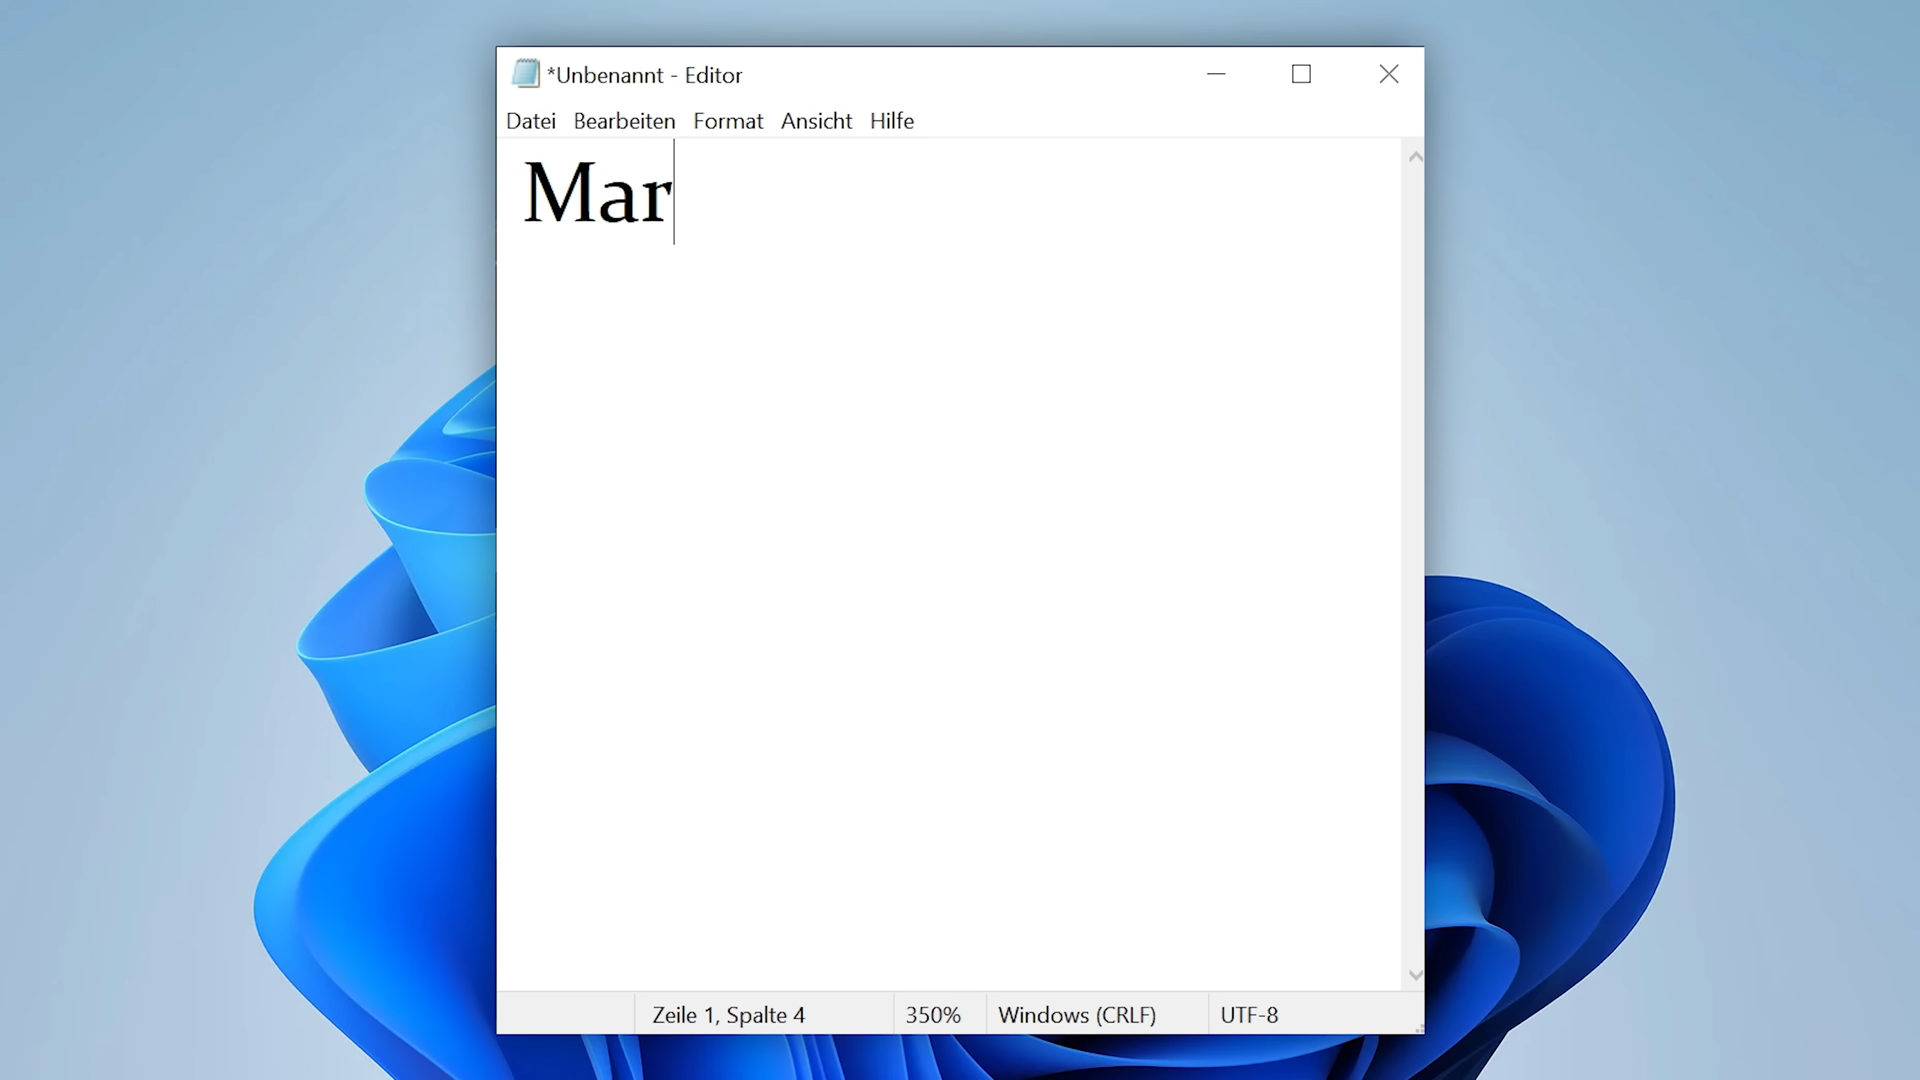 *Unbenannt - Editor
Datei Bearbeiten Format Ansicht Hilfe
Mar
Zeile 1, Spalte 4 350% Windows (CRLF) UTF-8